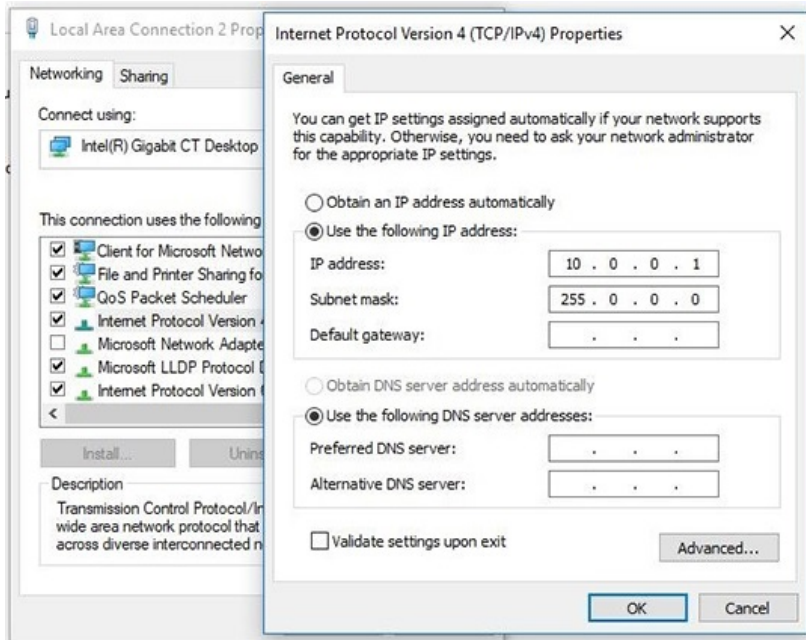 Local Area Connection 2 Prop
Networking
Sharing
Connect using:
Intel(R) Gigabit CT Desktop
This connection uses the following
Client for Microsoft Netwo
File and Printer Sharing fo
QoS Packet Scheduler
Internet Protocol Version 4
Microsoft Network Adapte
Microsoft LLDP Protocol D
Internet Protocol Version 6
Install...
Unins
Description
Transmission Control Protocol/In
wide area network protocol that
across diverse interconnected n
Internet Protocol Version 4 (TCP/IPv4) Properties
General
You can get IP settings assigned automatically if your network supports
this capability. Otherwise, you need to ask your network administrator
for the appropriate IP settings.
Obtain an IP address automatically
Use the following IP address:
IP address: 10 . 0 . 0 . 1
Subnet mask: 255 . 0 . 0 . 0
Default gateway: . . .
Obtain DNS server address automatically
Use the following DNS server addresses:
Preferred DNS server: . . .
Alternative DNS server: . . .
Validate settings upon exit
Advanced...
OK
Cancel